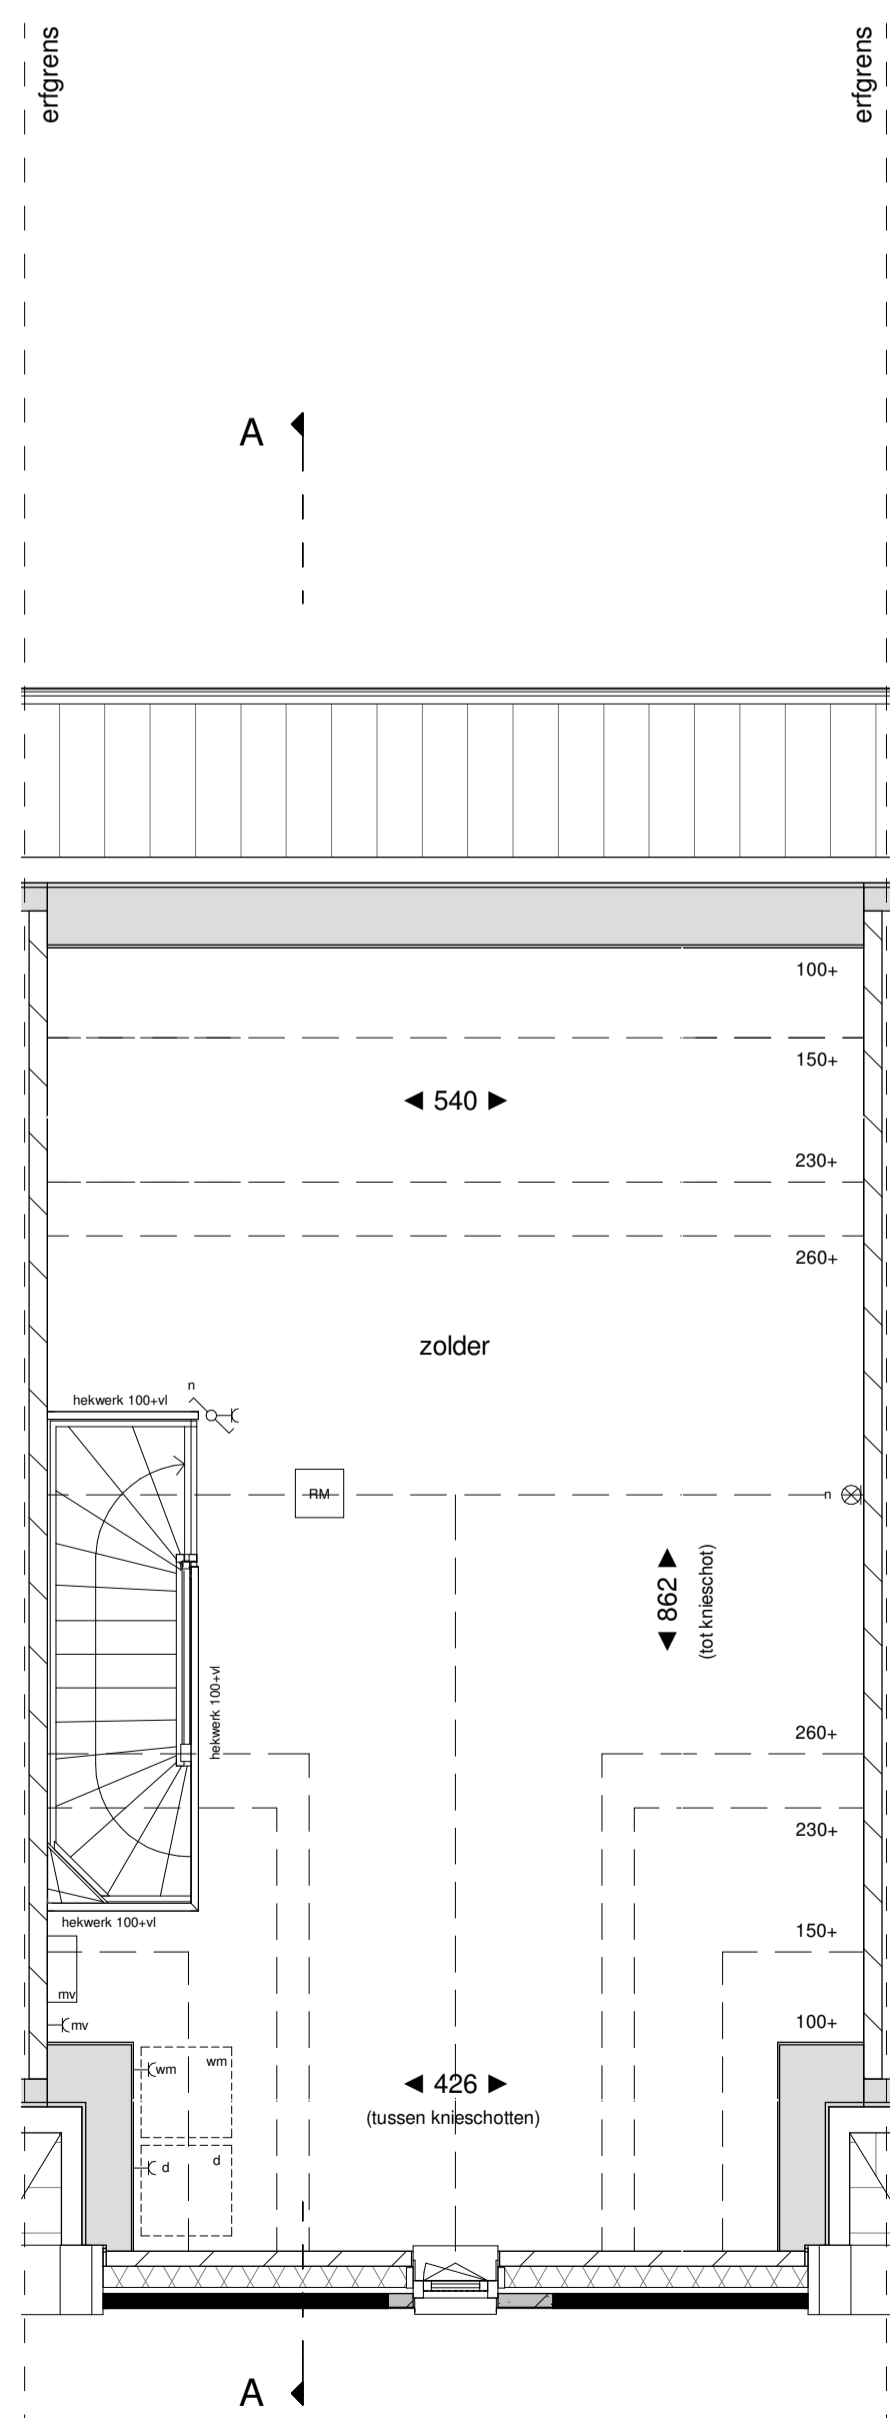 erfgrens
erfgrens
A
100+
150+
540
230+
260+
zolder
n
hekwerk 100+vl
RM
n
862
(tot knieschot)
hekwerk 100+vl
260+
230+
hekwerk 100+vl
150+
mv
mv
100+
wm
wm
426
(tussen knieschotten)
d
d
A